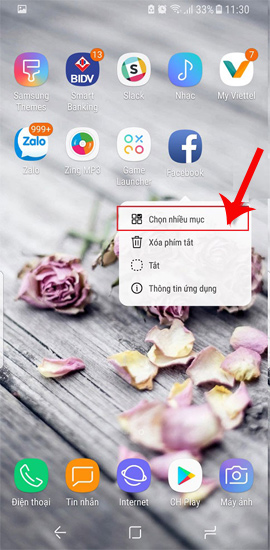 33% 11:30
13
7
BIDV
Samsung Themes
Smart Banking
Slack
Nhạc
My Viettel
999+
Zalo
Zalo
Zing MP3
Game Launcher
Facebook
Chọn nhiều mục
Xóa phím tắt
Tắt
Thông tin ứng dụng
Điện thoại
Tin nhắn
Internet
CH Play
Máy ảnh